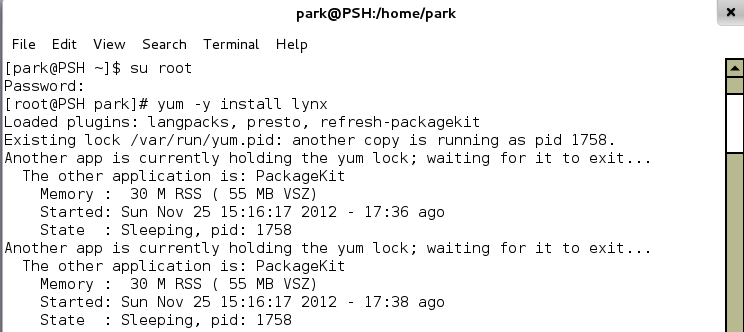 park@PSH:/home/park
File Edit View Search Terminal Help
[park@PSH ~]$ su root
Password:
[root@PSH park]# yum -y install lynx
Loaded plugins: langpacks, presto, refresh-packagekit
Existing lock /var/run/yum.pid: another copy is running as pid 1758.
Another app is currently holding the yum lock; waiting for it to exit...
  The other application is: PackageKit
    Memory :  30 M RSS ( 55 MB VSZ)
    Started: Sun Nov 25 15:16:17 2012 - 17:36 ago
    State  : Sleeping, pid: 1758
Another app is currently holding the yum lock; waiting for it to exit...
  The other application is: PackageKit
    Memory :  30 M RSS ( 55 MB VSZ)
    Started: Sun Nov 25 15:16:17 2012 - 17:38 ago
    State  : Sleeping, pid: 1758